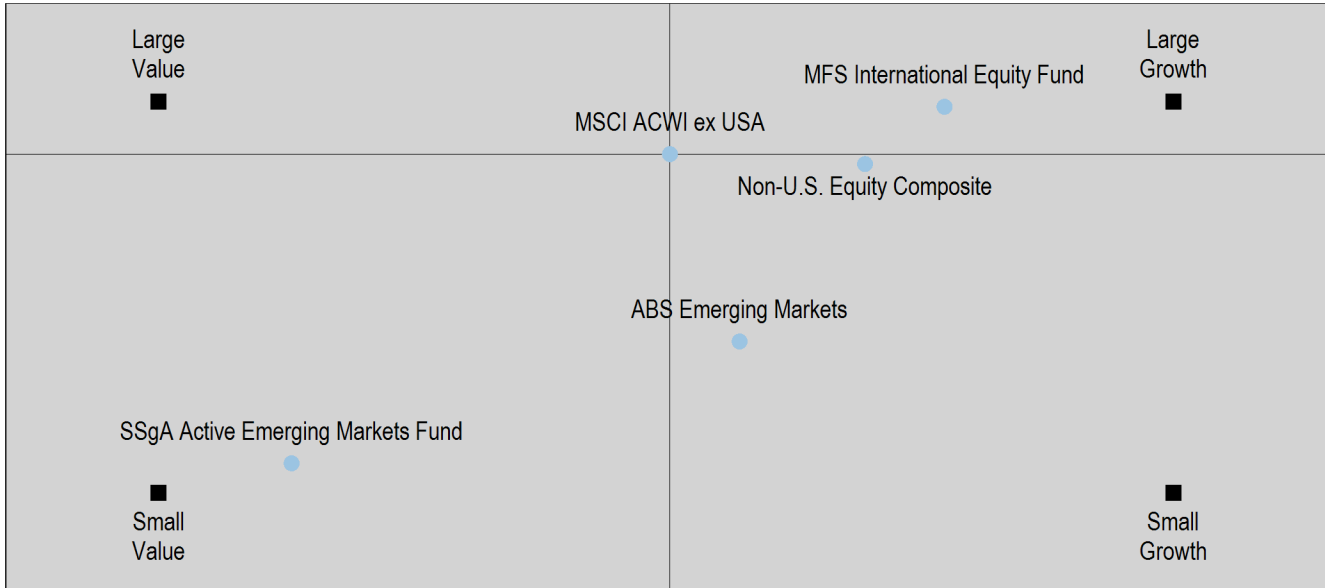 Large
Value
Large
Growth
MFS International Equity Fund
MSCI ACWI ex USA
Non-U.S. Equity Composite
ABS Emerging Markets
SSgA Active Emerging Markets Fund
Small
Value
Small
Growth